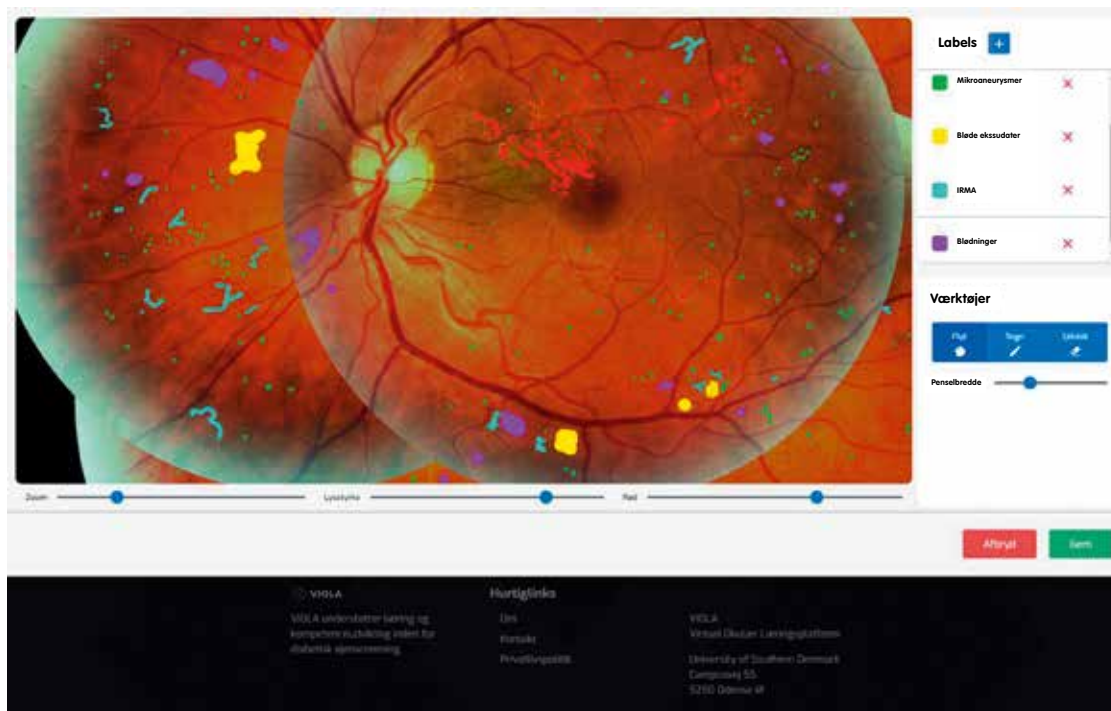 Labels +
Mikroaneurysmer
Bløde ekssudater
IRMA
Blødninger
Værktøjer
Flyt Tegn Udvisk
Penselbredde
Zoom Lysstyrke Rød
Afbryd Gem
VIOLA
VIOLA understøtter læring og
kompetenceudvikling inden for
diabetisk øjenscreening
Hurtiglinks
Om
Kontakt
Privatlivspolitik
VIOLA
Virtual Okulær Læringsplatform
University of Southern Denmark
Campusvej 55
5230 Odense M